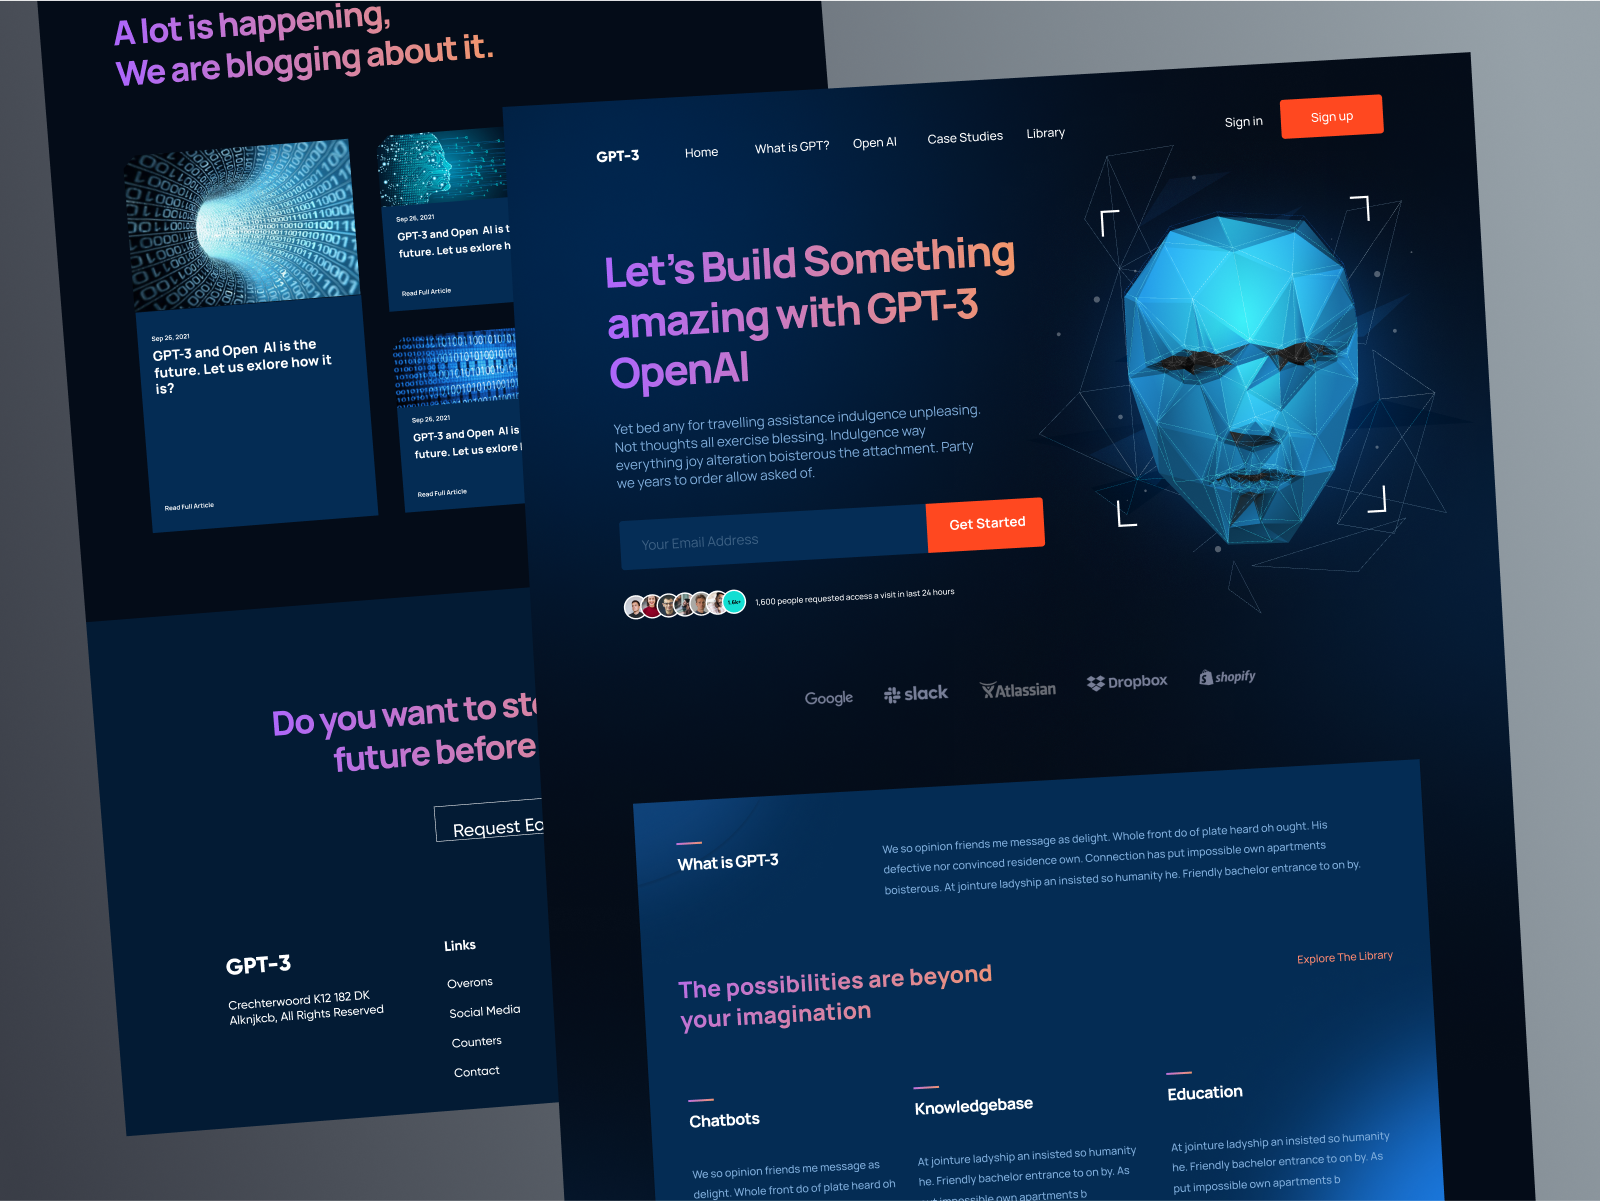 A lot is happening,
We are blogging about it.
Sep 26, 2021
GPT-3 and Open AI is the
future. Let us exlore how it
is?
Read Full Article
Sep 26, 2021
GPT-3 and Open AI is
future. Let us exlore
Read Full Article
Sep 26, 2021
GPT-3 and Open AI is
future. Let us exlore
Read Full Article
Do you want to
future before
Request
GPT-3
Crechterwoord K12 182 DK
Alknjkcb, All Rights Reserved
Links
Overons
Social Media
Counters
Contact
GPT-3
Home
What is GPT?
Open AI
Case Studies
Library
Sign in
Sign up
Let's Build Something
amazing with GPT-3
OpenAI
Yet bed any for travelling assistance indulgence unpleasing.
Not thoughts all exercise blessing. Indulgence way
everything joy alteration boisterous the attachment. Party
we years to order allow asked of.
Your Email Address
Get Started
1.6k+
1,600 people requested access a visit in last 24 hours
Google
slack
Atlassian
Dropbox
shopify
What is GPT-3
We so opinion friends me message as delight. Whole front do of plate heard oh ought. His
defective nor convinced residence own. Connection has put impossible own apartments
boisterous. At jointure ladyship an insisted so humanity he. Friendly bachelor entrance to on by.
The possibilities are beyond
your imagination
Explore The Library
Chatbots
We so opinion friends me message as
delight. Whole front do of plate heard oh
Knowledgebase
At jointure ladyship an insisted so humanity
he. Friendly bachelor entrance to on by. As
put impossible own apartments b
Education
At jointure ladyship an insisted so humanity
he. Friendly bachelor entrance to on by. As
put impossible own apartments b